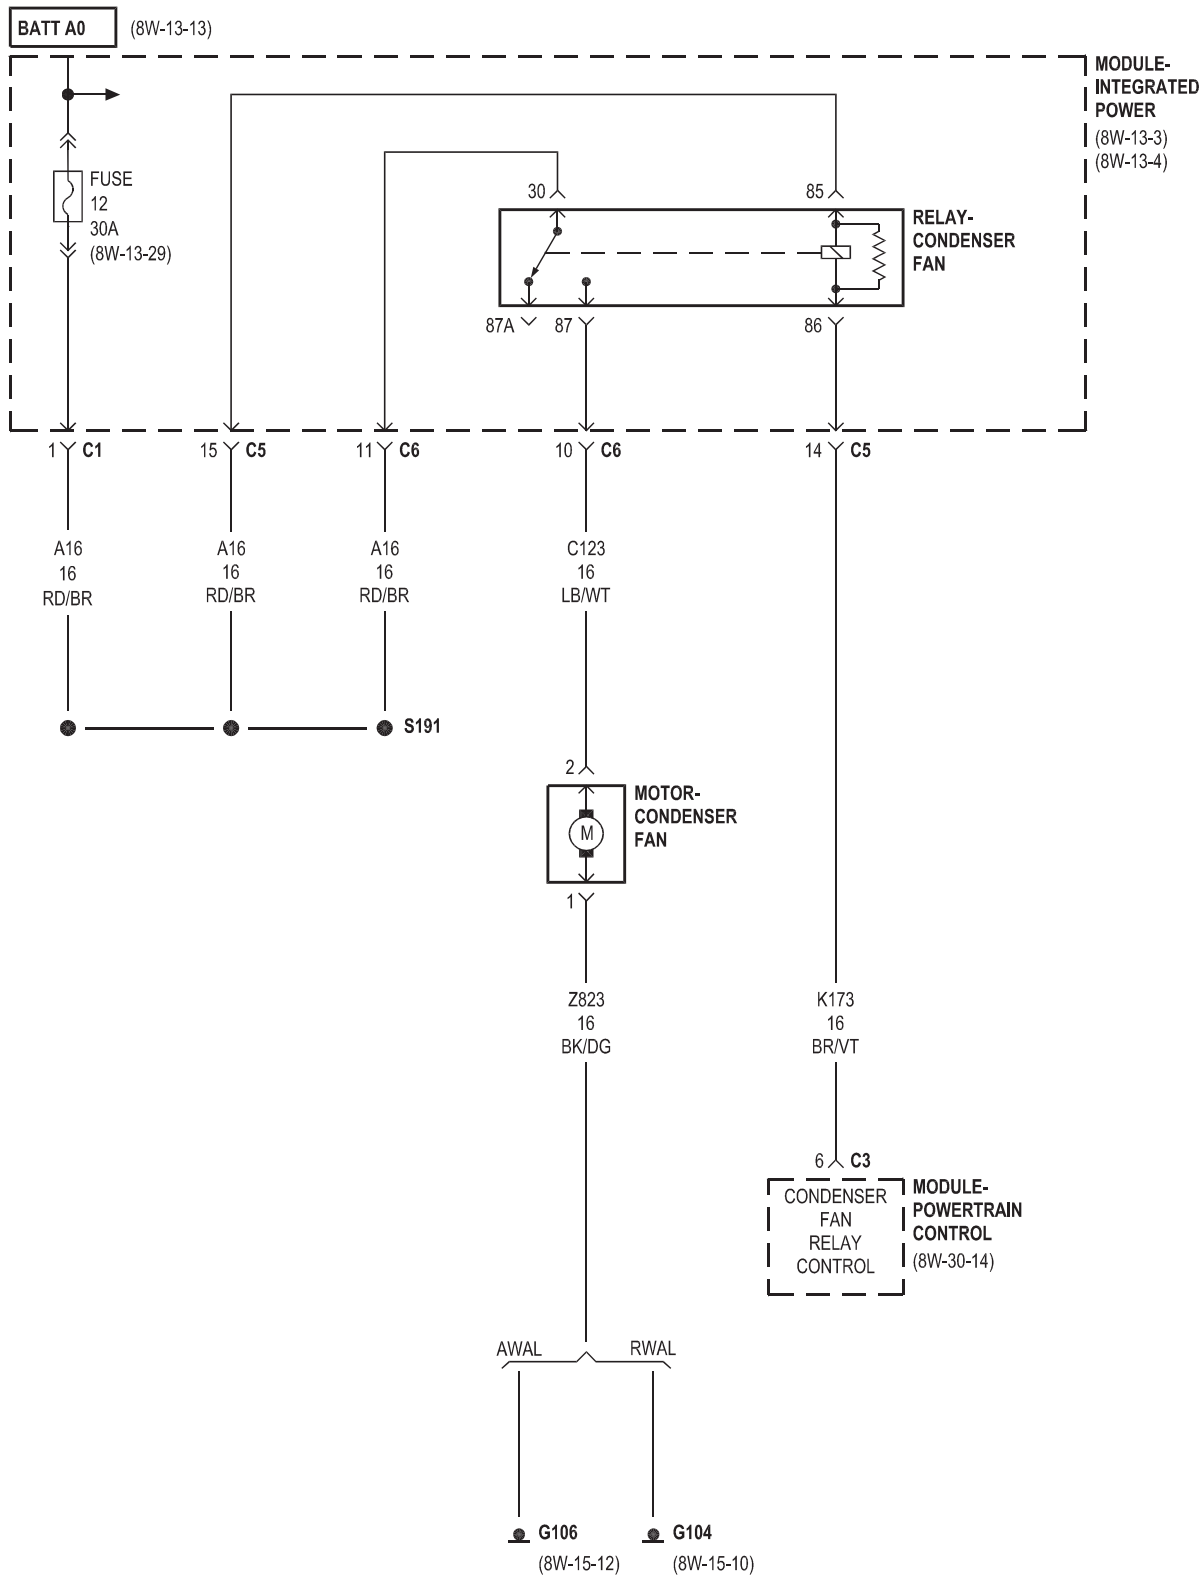 BATT A0 (8W-13-13)
MODULE-
INTEGRATED
POWER
(8W-13-3)
(8W-13-4)
FUSE
12
30A
(8W-13-29)
30
85
RELAY-
CONDENSER
FAN
87A
87
86
1 C1
15 C5
11 C6
10 C6
14 C5
A16
16
RD/BR
A16
16
RD/BR
A16
16
RD/BR
C123
16
LB/WT
S191
2
MOTOR-
CONDENSER
FAN
M
1
Z823
16
BK/DG
K173
16
BR/VT
6 C3
CONDENSER
FAN
RELAY
CONTROL
MODULE-
POWERTRAIN
CONTROL
(8W-30-14)
AWAL
RWAL
G106
(8W-15-12)
G104
(8W-15-10)